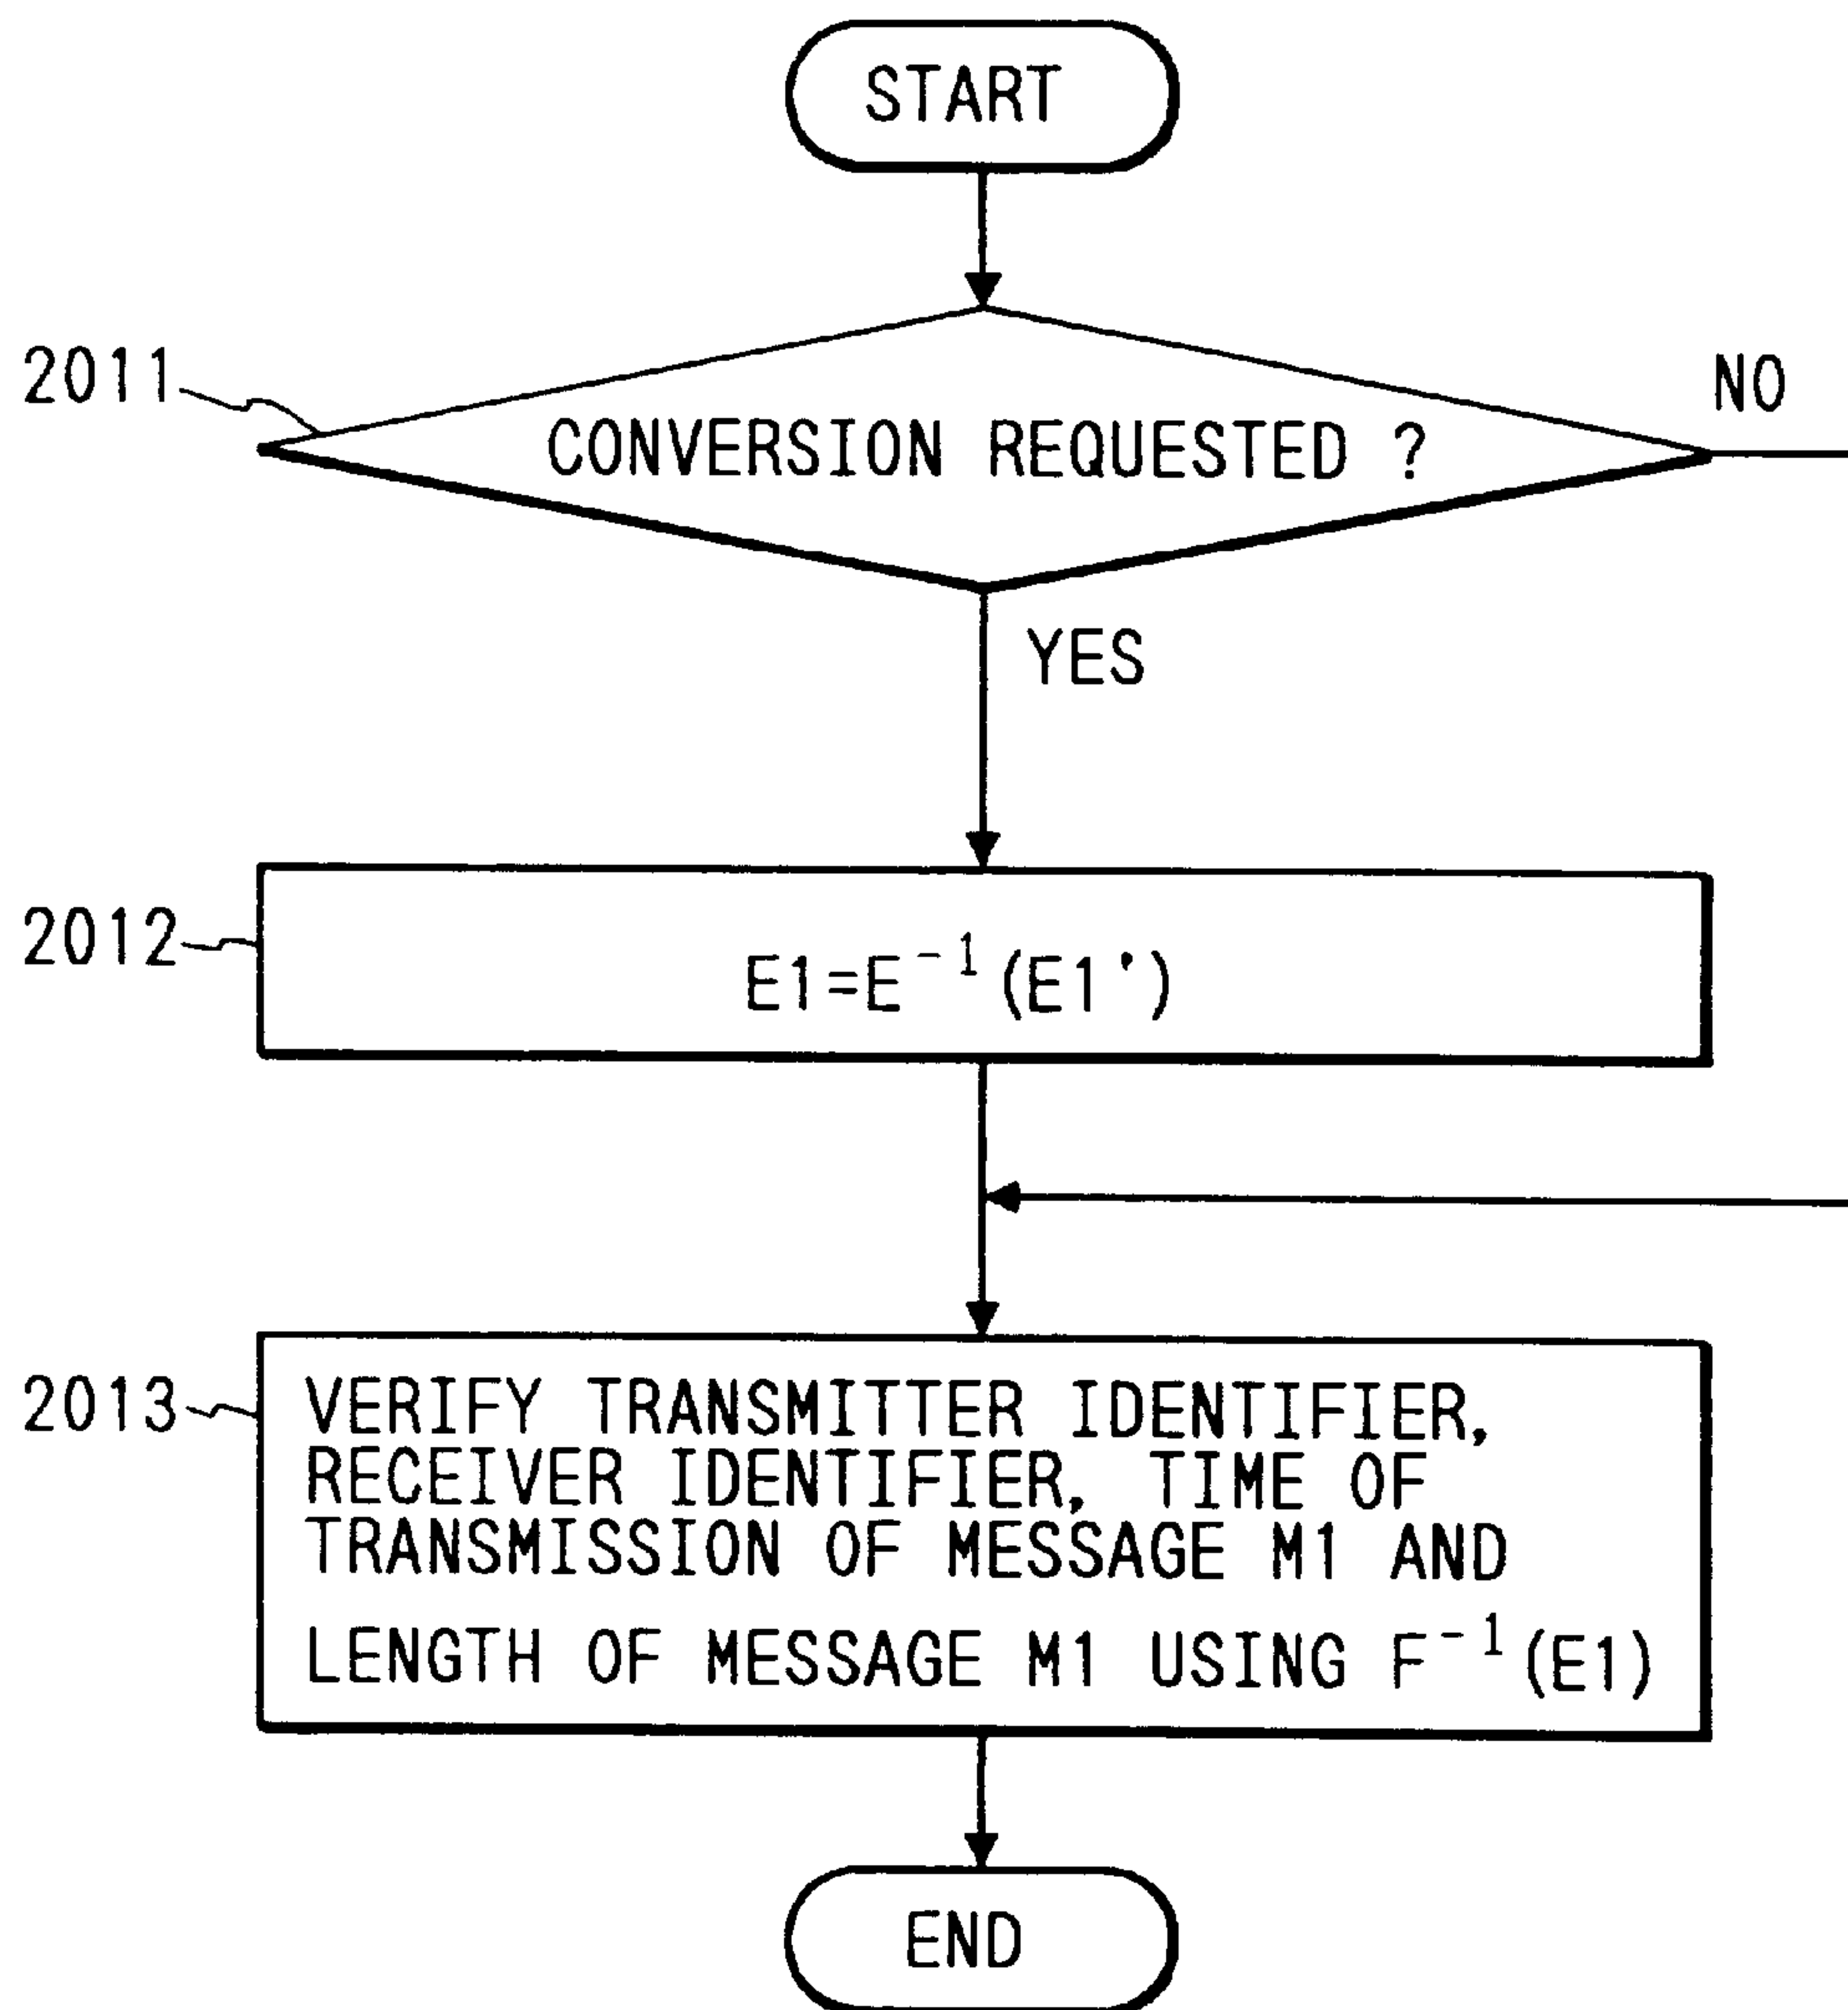 START
2011
CONVERSION REQUESTED ?
NO
YES
2012
E1=E⁻¹(E1')
2013
VERIFY TRANSMITTER IDENTIFIER,
RECEIVER IDENTIFIER, TIME OF
TRANSMISSION OF MESSAGE M1 AND
LENGTH OF MESSAGE M1 USING F⁻¹(E1)
END